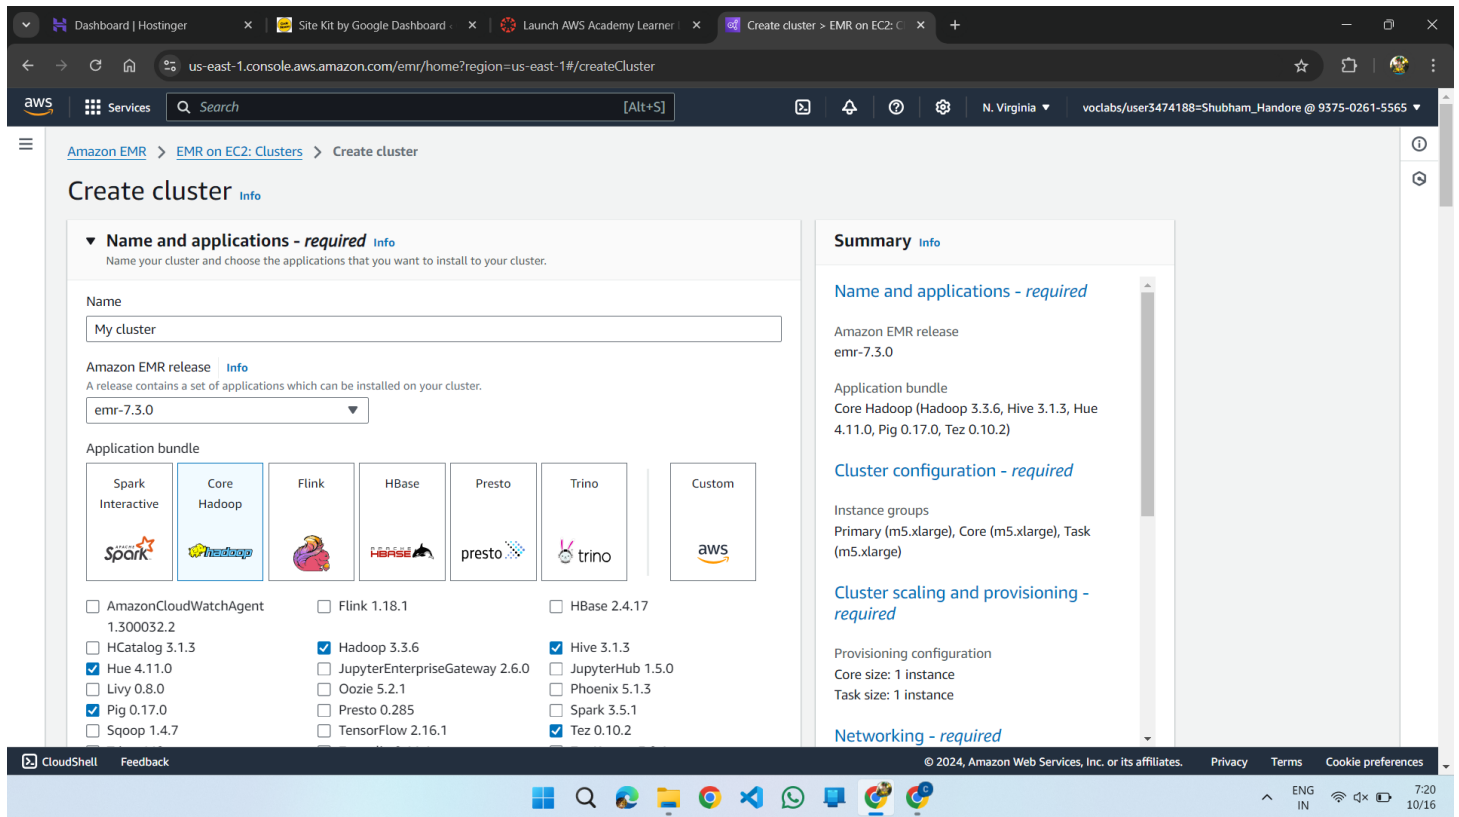 Dashboard | Hostinger
Site Kit by Google Dashboard
Launch AWS Academy Learner
Create cluster > EMR on EC2: Cl
us-east-1.console.aws.amazon.com/emr/home?region=us-east-1#/createCluster
aws
Services
Search
[Alt+S]
N. Virginia
voclabs/user3474188=Shubham_Handore @ 9375-0261-5565
Amazon EMR > EMR on EC2: Clusters > Create cluster
Create cluster Info
Name and applications - required Info
Name your cluster and choose the applications that you want to install to your cluster.
Name
My cluster
Amazon EMR release Info
A release contains a set of applications which can be installed on your cluster.
emr-7.3.0
Application bundle
Spark Interactive
APACHE Spark
Core Hadoop
hadoop
Flink
HBase
APACHE HBASE
Presto
presto
Trino
trino
Custom
aws
AmazonCloudWatchAgent 1.300032.2
Flink 1.18.1
HBase 2.4.17
HCatalog 3.1.3
Hadoop 3.3.6
Hive 3.1.3
Hue 4.11.0
JupyterEnterpriseGateway 2.6.0
JupyterHub 1.5.0
Livy 0.8.0
Oozie 5.2.1
Phoenix 5.1.3
Pig 0.17.0
Presto 0.285
Spark 3.5.1
Sqoop 1.4.7
TensorFlow 2.16.1
Tez 0.10.2
Summary Info
Name and applications - required
Amazon EMR release
emr-7.3.0
Application bundle
Core Hadoop (Hadoop 3.3.6, Hive 3.1.3, Hue
4.11.0, Pig 0.17.0, Tez 0.10.2)
Cluster configuration - required
Instance groups
Primary (m5.xlarge), Core (m5.xlarge), Task
(m5.xlarge)
Cluster scaling and provisioning -
required
Provisioning configuration
Core size: 1 instance
Task size: 1 instance
Networking - required
CloudShell
Feedback
© 2024, Amazon Web Services, Inc. or its affiliates.
Privacy
Terms
Cookie preferences
ENG
IN
7:20
10/16